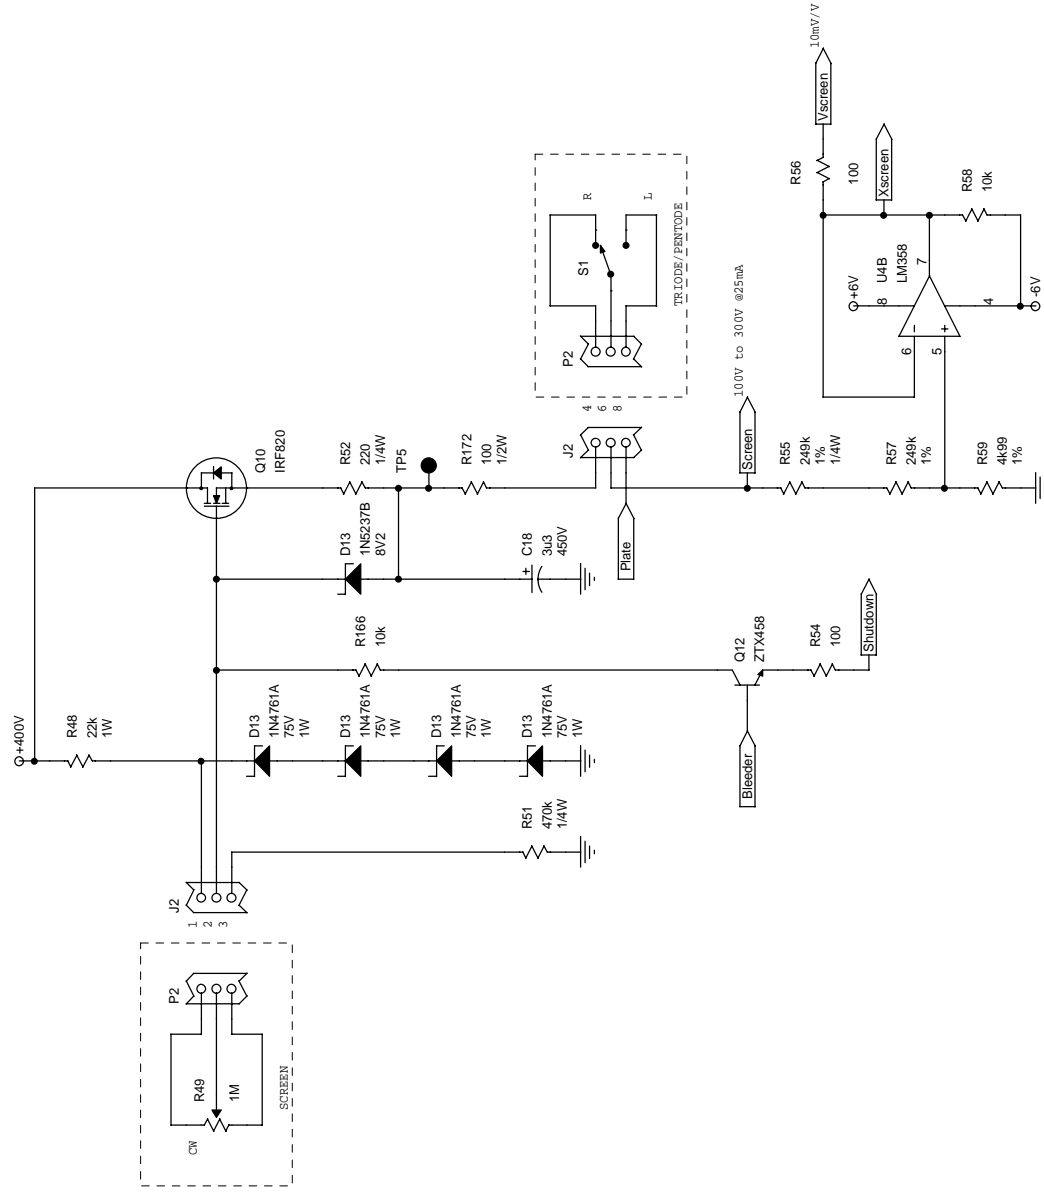 +400V
R48
22k
1W
Q10
IRF820
R52
220
1/4W
TP5
R172
100
1/2W
D13
1N5237B
8V2
C18
+
3u3
450V
R166
10k
D13
1N4761A
75V
1W
D13
1N4761A
75V
1W
D13
1N4761A
75V
1W
D13
1N4761A
75V
1W
R51
470k
1/4W
J2
1
2
3
P2
R49
1M
CW
SCREEN
J2
4
6
8
Plate
P2
S1
R
L
TRIODE/PENTODE
Screen
100V to 300V @25mA
R55
249k
1%
1/4W
R57
249k
1%
R59
4k99
1%
Q12
ZTX458
Bleeder
R54
100
Shutdown
Vscreen
10mV/V
R56
100
Xscreen
R58
10k
U4B
LM358
+6V
-6V
8
7
6
5
4
−
+